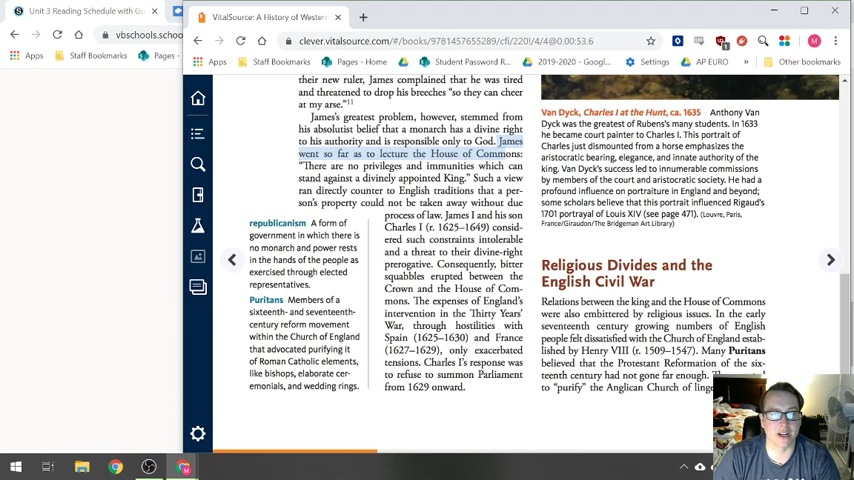 Unit 3 Reading Schedule with Gu
VitalSource: A History of Western
vbschools.schoo
clever.vitalsource.com/#/books/9781457655289/cfi/220!/4/4@0.00:53.6
Apps
Staff Bookmarks
Pages -
Apps
Staff Bookmarks
Pages - Home
Student Password R...
2019-2020 - Googl...
Settings
AP EURO
»
Other bookmarks
their new ruler, James complained that he was tired
and threatened to drop his breeches "so they can cheer
at my arse."11
James's greatest problem, however, stemmed from
his absolutist belief that a monarch has a divine right
to his authority and is responsible only to God. James
went so far as to lecture the House of Commons:
"There are no privileges and immunities which can
stand against a divinely appointed King." Such a view
ran directly counter to English traditions that a per-
son's property could not be taken away without due
process of law. James I and his son
Charles I (r. 1625–1649) consid-
ered such constraints intolerable
and a threat to their divine-right
prerogative. Consequently, bitter
squabbles erupted between the
Crown and the House of Com-
mons. The expenses of England's
intervention in the Thirty Years'
War, through hostilities with
Spain (1625–1630) and France
(1627–1629), only exacerbated
tensions. Charles I's response was
to refuse to summon Parliament
from 1629 onward.
republicanism A form of
government in which there is
no monarch and power rests
in the hands of the people as
exercised through elected
representatives.
Puritans Members of a
sixteenth- and seventeenth-
century reform movement
within the Church of England
that advocated purifying it
of Roman Catholic elements,
like bishops, elaborate cer-
emonials, and wedding rings.
Van Dyck, Charles I at the Hunt, ca. 1635 Anthony Van
Dyck was the greatest of Rubens's many students. In 1633
he became court painter to Charles I. This portrait of
Charles just dismounted from a horse emphasizes the
aristocratic bearing, elegance, and innate authority of the
king. Van Dyck's success led to innumerable commissions
by members of the court and aristocratic society. He had a
profound influence on portraiture in England and beyond;
some scholars believe that this portrait influenced Rigaud's
1701 portrayal of Louis XIV (see page 471). (Louvre, Paris,
France/Giraudon/The Bridgeman Art Library)
Religious Divides and the
English Civil War
Relations between the king and the House of Commons
were also embittered by religious issues. In the early
seventeenth century growing numbers of English
people felt dissatisfied with the Church of England estab-
lished by Henry VIII (r. 1509–1547). Many Puritans
believed that the Protestant Reformation of the six-
teenth century had not gone far enough.
to "purify" the Anglican Church of